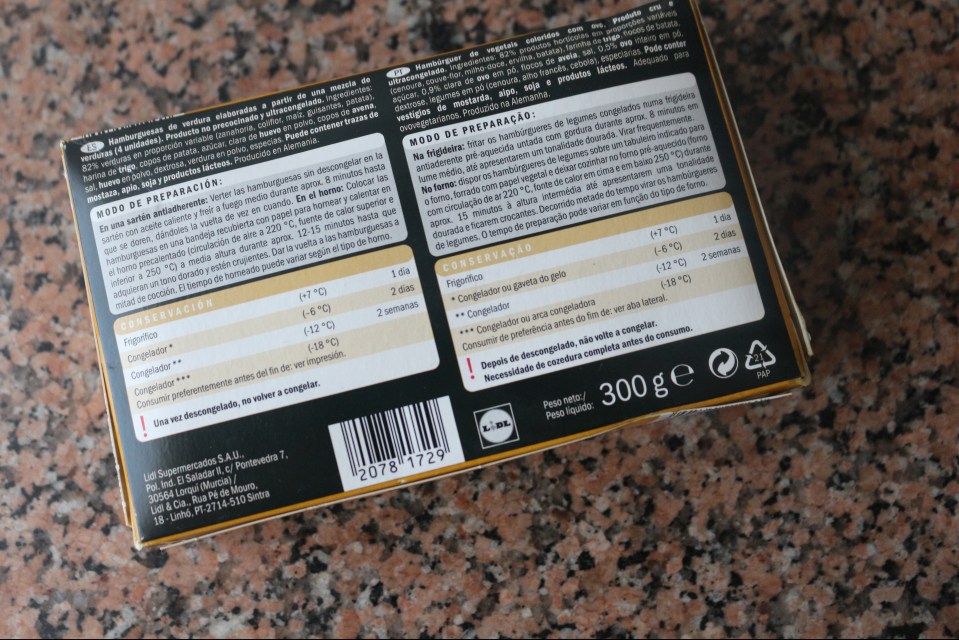 ES Hamburguesas de verdura elaboradas a partir de una mezcla de
verduras (4 unidades). Producto no precocinado y ultracongelado. Ingredientes:
82% verduras en proporción variable (zanahoria, coliflor, maíz, guisantes, patata),
harina de trigo, copos de patata, azúcar, clara de huevo en polvo, copos de avena,
sal, huevo en polvo, dextrosa, verdura en polvo, especias. Puede contener trazas de
mostaza, apio, soja y productos lácteos. Producido en Alemania.
MODO DE PREPARACIÓN:
En una sartén antiadherente: Verter las hamburguesas sin descongelar en la
sartén con aceite caliente y freír a fuego medio durante aprox. 8 minutos hasta
que se doren, dándoles la vuelta de vez en cuando. En el horno: Colocar las
hamburguesas en una bandeja recubierta con papel para hornear y calentar en
el horno precalentado (circulación de aire a 220 °C, fuente de calor superior e
inferior a 250 °C) a media altura durante aprox. 12-15 minutos hasta que
adquieran un tono dorado y estén crujientes. Dar la vuelta a las hamburguesas a
mitad de cocción. El tiempo de horneado puede variar según el tipo de horno.
CONSERVACIÓN
Frigorífico (+7 °C) 1 día
Congelador * (-6 °C) 2 días
Congelador ** (-12 °C) 2 semanas
Congelador *** (-18 °C)
Consumir preferentemente antes del fin de: ver impresión.
! Una vez descongelado, no volver a congelar.
PT Hambúrguer de vegetais coloridos com ovo. Produto cru e
ultracongelado. Ingredientes: 82% produtos hortícolas em proporções variáveis
(cenoura, couve-flor, milho-doce, ervilha, batata), farinha de trigo, flocos de batata,
açúcar, 0,9% clara de ovo em pó, flocos de aveia, sal, 0,5% ovo inteiro em pó,
dextrose, legumes em pó (cenoura, alho francês, cebola), especiarias. Pode conter
vestígios de mostarda, aipo, soja e produtos lácteos. Adequado para
ovovegetarianos. Produzido na Alemanha.
MODO DE PREPARAÇÃO:
Na frigideira: fritar os hambúrgueres de legumes congelados numa frigideira
antiaderente pré-aquecida untada com gordura durante aprox. 8 minutos em
lume médio, até apresentarem um tonalidade dourada. Virar frequentemente.
No forno: dispor os hambúrgueres de legumes sobre um tabuleiro indicado para
o forno, forrado com papel vegetal e deixar cozinhar no forno pré-aquecido (forno
com circulação de ar 220 °C, fonte de calor em cima e em baixo 250 °C) durante
aprox. 15 minutos à altura intermédia até apresentarem uma tonalidade
dourada e ficarem crocantes. Decorrido metade do tempo virar os hambúrgueres
de legumes. O tempo de preparação pode variar em função do tipo de forno.
CONSERVAÇÃO
Frigorífico (+7 °C) 1 dia
* Congelador ou gaveta do gelo (-6 °C) 2 dias
** Congelador (-12 °C) 2 semanas
*** Congelador ou arca congeladora (-18 °C)
Consumir de preferência antes do fim de: ver aba lateral.
! Depois de descongelado, não volte a congelar.
Necessidade de cozedura completa antes do consumo.
Lidl Supermercados S.A.U.,
Pol. Ind. El Saladar II, c/ Pontevedra 7,
30564 Lorquí (Murcia) /
Lidl & Cia., Rua Pé de Mouro,
18 - Linhó, PT-2714-510 Sintra
2078 1729
LIDL
Peso neto:/
Peso líquido: 300 g e
21
PAP